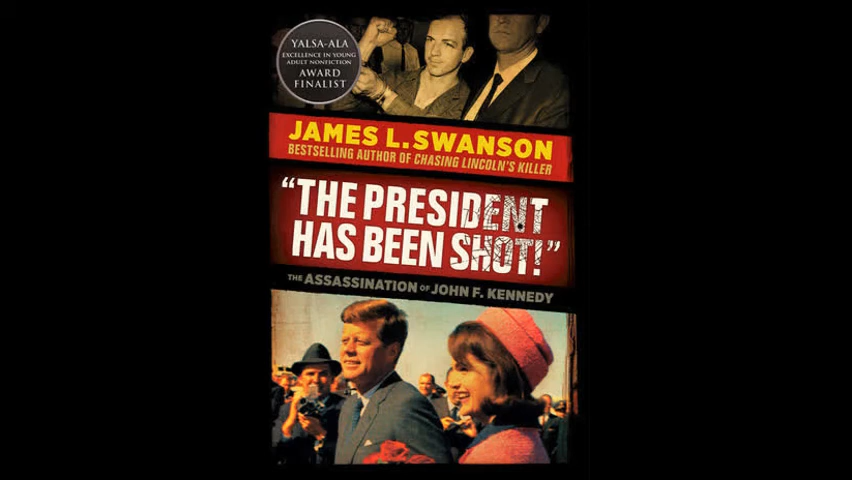 YALSA-ALA
EXCELLENCE IN YOUNG
ADULT NONFICTION
AWARD
FINALIST
JAMES L. SWANSON
BESTSELLING AUTHOR OF CHASING LINCOLN'S KILLER
“THE PRESIDENT
HAS BEEN SHOT!”
THE ASSASSINATION OF JOHN F. KENNEDY